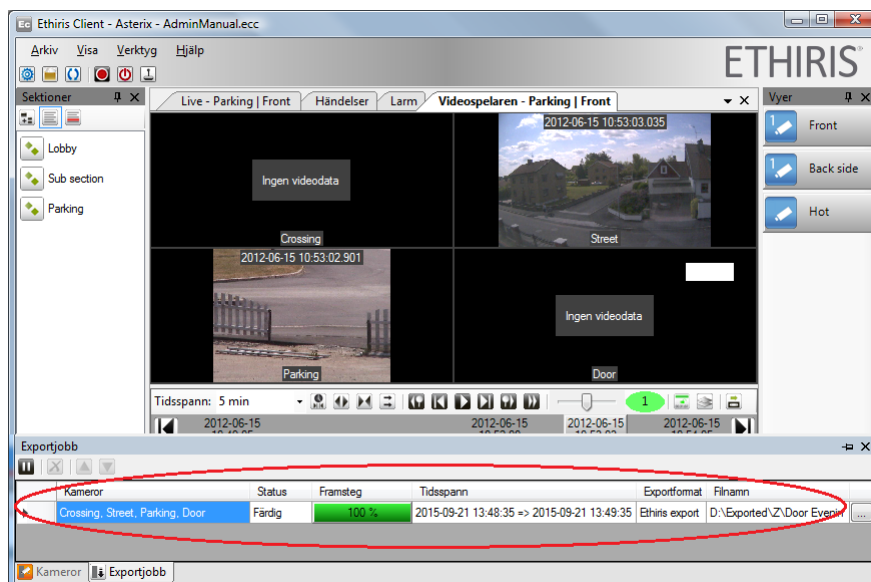 Ec Ethiris Client - Asterix - AdminManual.ecc
Arkiv Visa Verktyg Hjälp
ETHIRIS®
Sektioner
Live - Parking | Front Händelser Larm Videospelaren - Parking | Front
Vyer
Lobby
Sub section
Parking
Ingen videodata
Crossing
2012-06-15 10:53:03.035
Street
1 Front
1 Back side
Hot
2012-06-15 10:53:02.901
Parking
Ingen videodata
Door
Tidsspann: 5 min
1
2012-06-15 2012-06-15 2012-06-15 2012-06-15
Exportjobb
Kameror Status Framsteg Tidsspann Exportformat Filnamn
Crossing, Street, Parking, Door Färdig 100 % 2015-09-21 13:48:35 => 2015-09-21 13:49:35 Ethiris export D:\Exported\Z\Door Evenin ...
Kameror Exportjobb